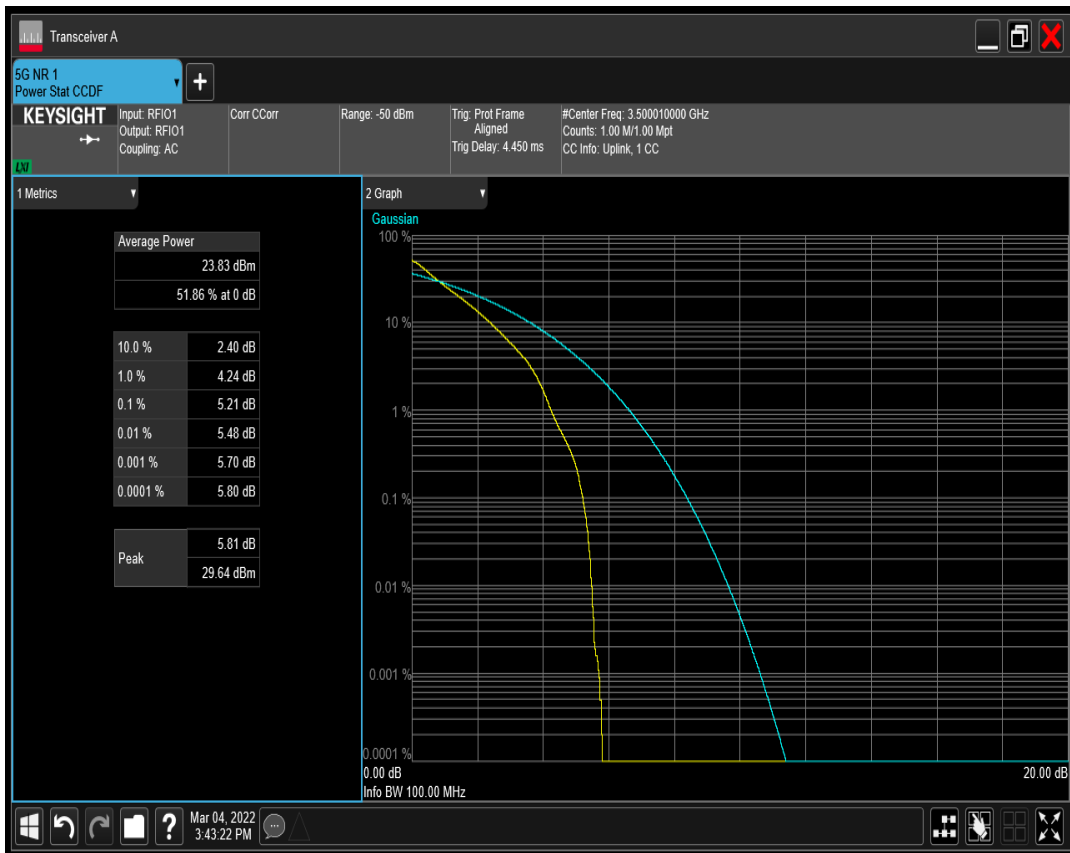 Transceiver A
5G NR 1
Power Stat CCDF
+
KEYSIGHT
LXI
Input: RFIO1
Output: RFIO1
Coupling: AC
Corr CCorr
Range: -50 dBm
Trig: Prot Frame
Aligned
Trig Delay: 4.450 ms
#Center Freq: 3.500010000 GHz
Counts: 1.00 M/1.00 Mpt
CC Info: Uplink, 1 CC
1 Metrics
Average Power
23.83 dBm
51.86 % at 0 dB
10.0 % 2.40 dB
1.0 % 4.24 dB
0.1 % 5.21 dB
0.01 % 5.48 dB
0.001 % 5.70 dB
0.0001 % 5.80 dB
Peak
5.81 dB
29.64 dBm
2 Graph
Gaussian
100 %
10 %
1 %
0.1 %
0.01 %
0.001 %
0.0001 %
0.00 dB 20.00 dB
Info BW 100.00 MHz
?
Mar 04, 2022
3:43:22 PM